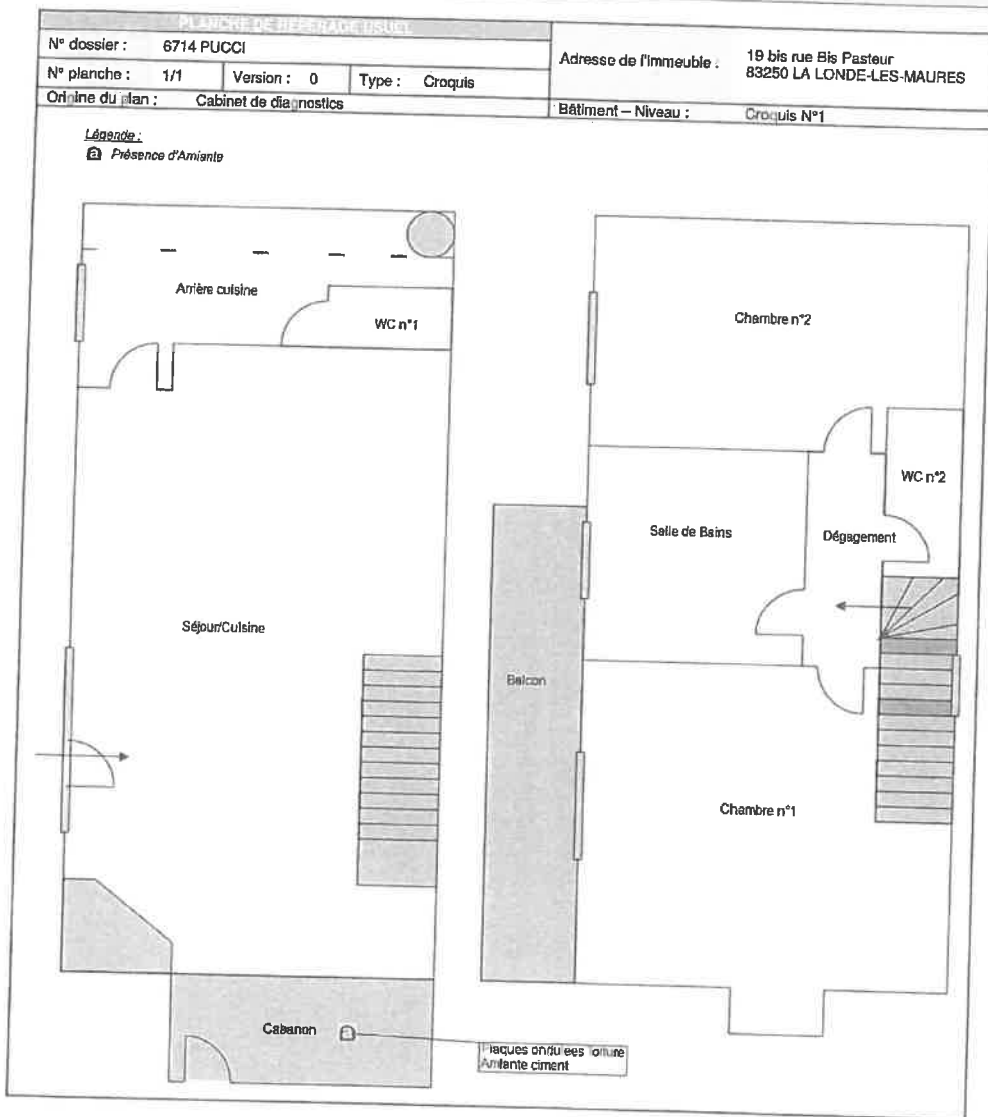 PLANCHE DE REPERAGE USUEL
N° dossier : 6714 PUCCI
Adresse de l'immeuble : 19 bis rue Bis Pasteur
83250 LA LONDE-LES-MAURES
N° planche : 1/1 Version : 0 Type : Croquis
Origine du plan : Cabinet de diagnostics
Bâtiment – Niveau : Croquis N°1
Légende :
a Présence d'Amiante
Arrière cuisine
WC n°1
Chambre n°2
WC n°2
Salle de Bains
Dégagement
Séjour/Cuisine
Balcon
Chambre n°1
Cabanon
a
Plaques ondulees Toiture
Amiante ciment